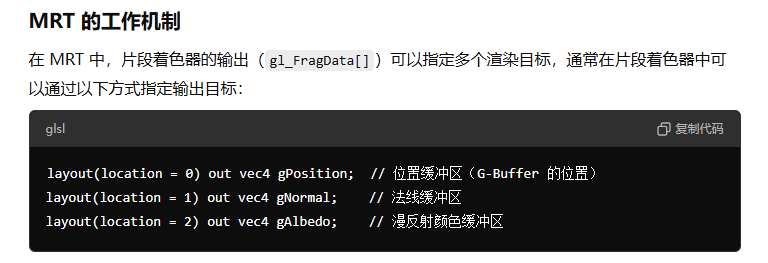 MRT 的工作机制
在 MRT 中，片段着色器的输出（gl_FragData[]）可以指定多个渲染目标，通常在片段着色器中可
以通过以下方式指定输出目标：
glsl 复制代码
layout(location = 0) out vec4 gPosition;  // 位置缓冲区（G-Buffer 的位置）
layout(location = 1) out vec4 gNormal;    // 法线缓冲区
layout(location = 2) out vec4 gAlbedo;    // 漫反射颜色缓冲区